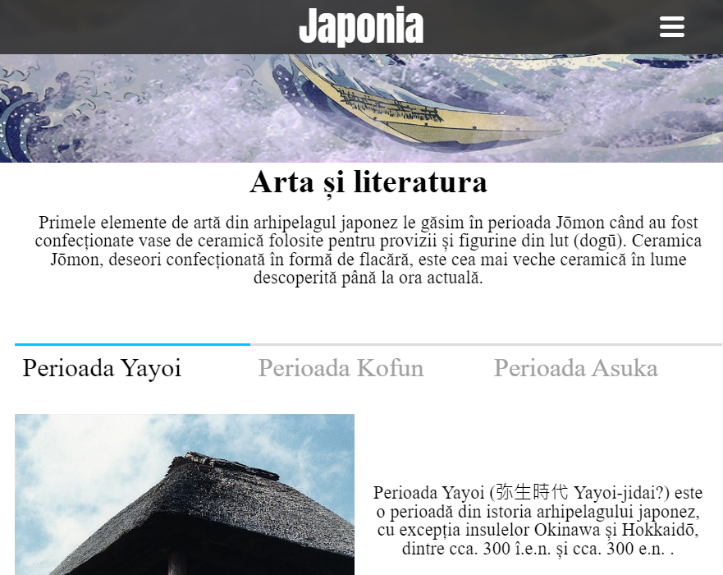 Japonia
Arta și literatura
Primele elemente de artă din arhipelagul japonez le găsim în perioada Jōmon când au fost
confecționate vase de ceramică folosite pentru provizii și figurine din lut (dogū). Ceramica
Jōmon, deseori confecționată în formă de flacără, este cea mai veche ceramică în lume
descoperită până la ora actuală.
Perioada Yayoi
Perioada Kofun
Perioada Asuka
Perioada Yayoi (弥生時代 Yayoi-jidai?) este
o perioadă din istoria arhipelagului japonez,
cu excepția insulelor Okinawa și Hokkaidō,
dintre cca. 300 î.e.n. și cca. 300 e.n. .